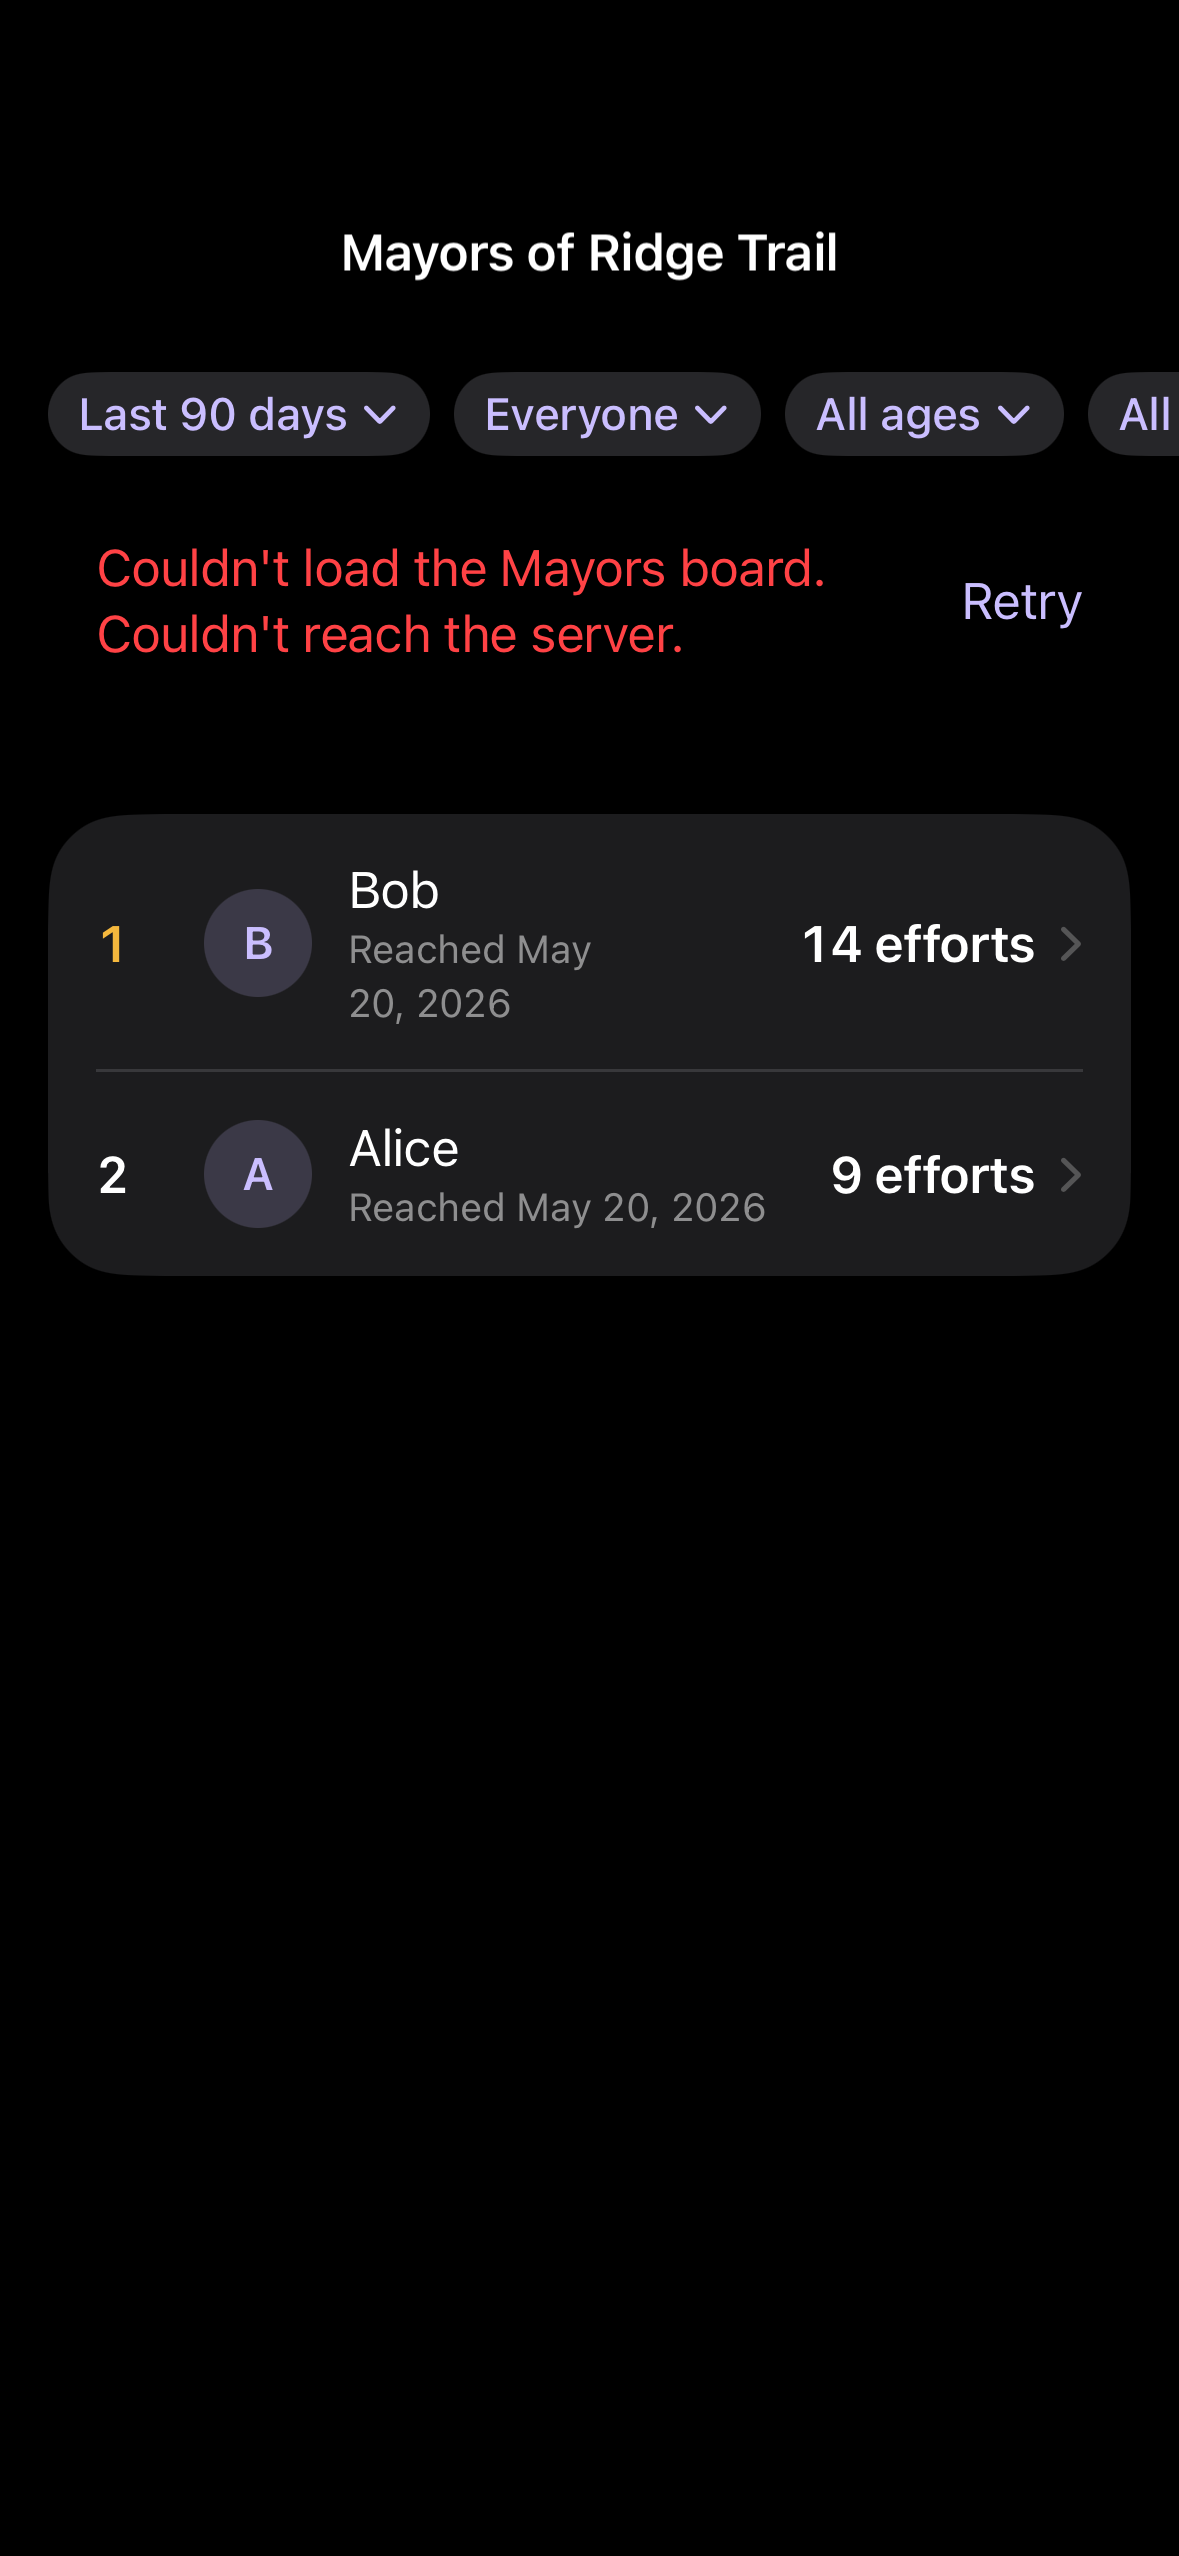 Mayors of Ridge Trail
Last 90 days
Everyone
All ages
All
Couldn't load the Mayors board.
Couldn't reach the server.
Retry
1
B
Bob
Reached May
20, 2026
14 efforts
2
A
Alice
Reached May 20, 2026
9 efforts